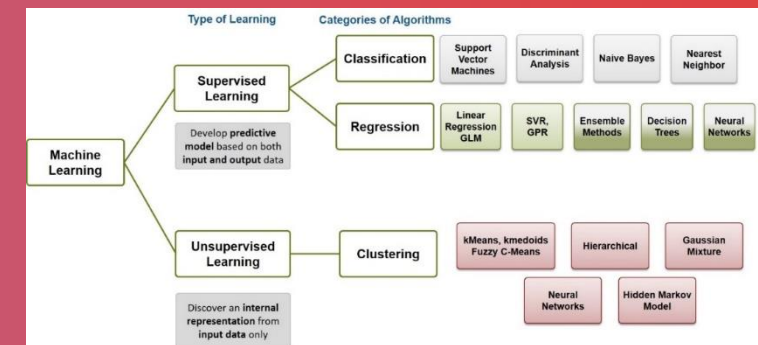 Type of Learning
Categories of Algorithms
Classification
Support
Vector
Machines
Discriminant
Analysis
Naive Bayes
Nearest
Neighbor
Supervised
Learning
Regression
Linear
Regression
GLM
SVR,
GPR
Ensemble
Methods
Decision
Trees
Neural
Networks
Develop predictive
model based on both
input and output data
Machine
Learning
Unsupervised
Learning
Clustering
kMeans, kmedoids
Fuzzy C-Means
Hierarchical
Gaussian
Mixture
Neural
Networks
Hidden Markov
Model
Discover an internal
representation from
input data only